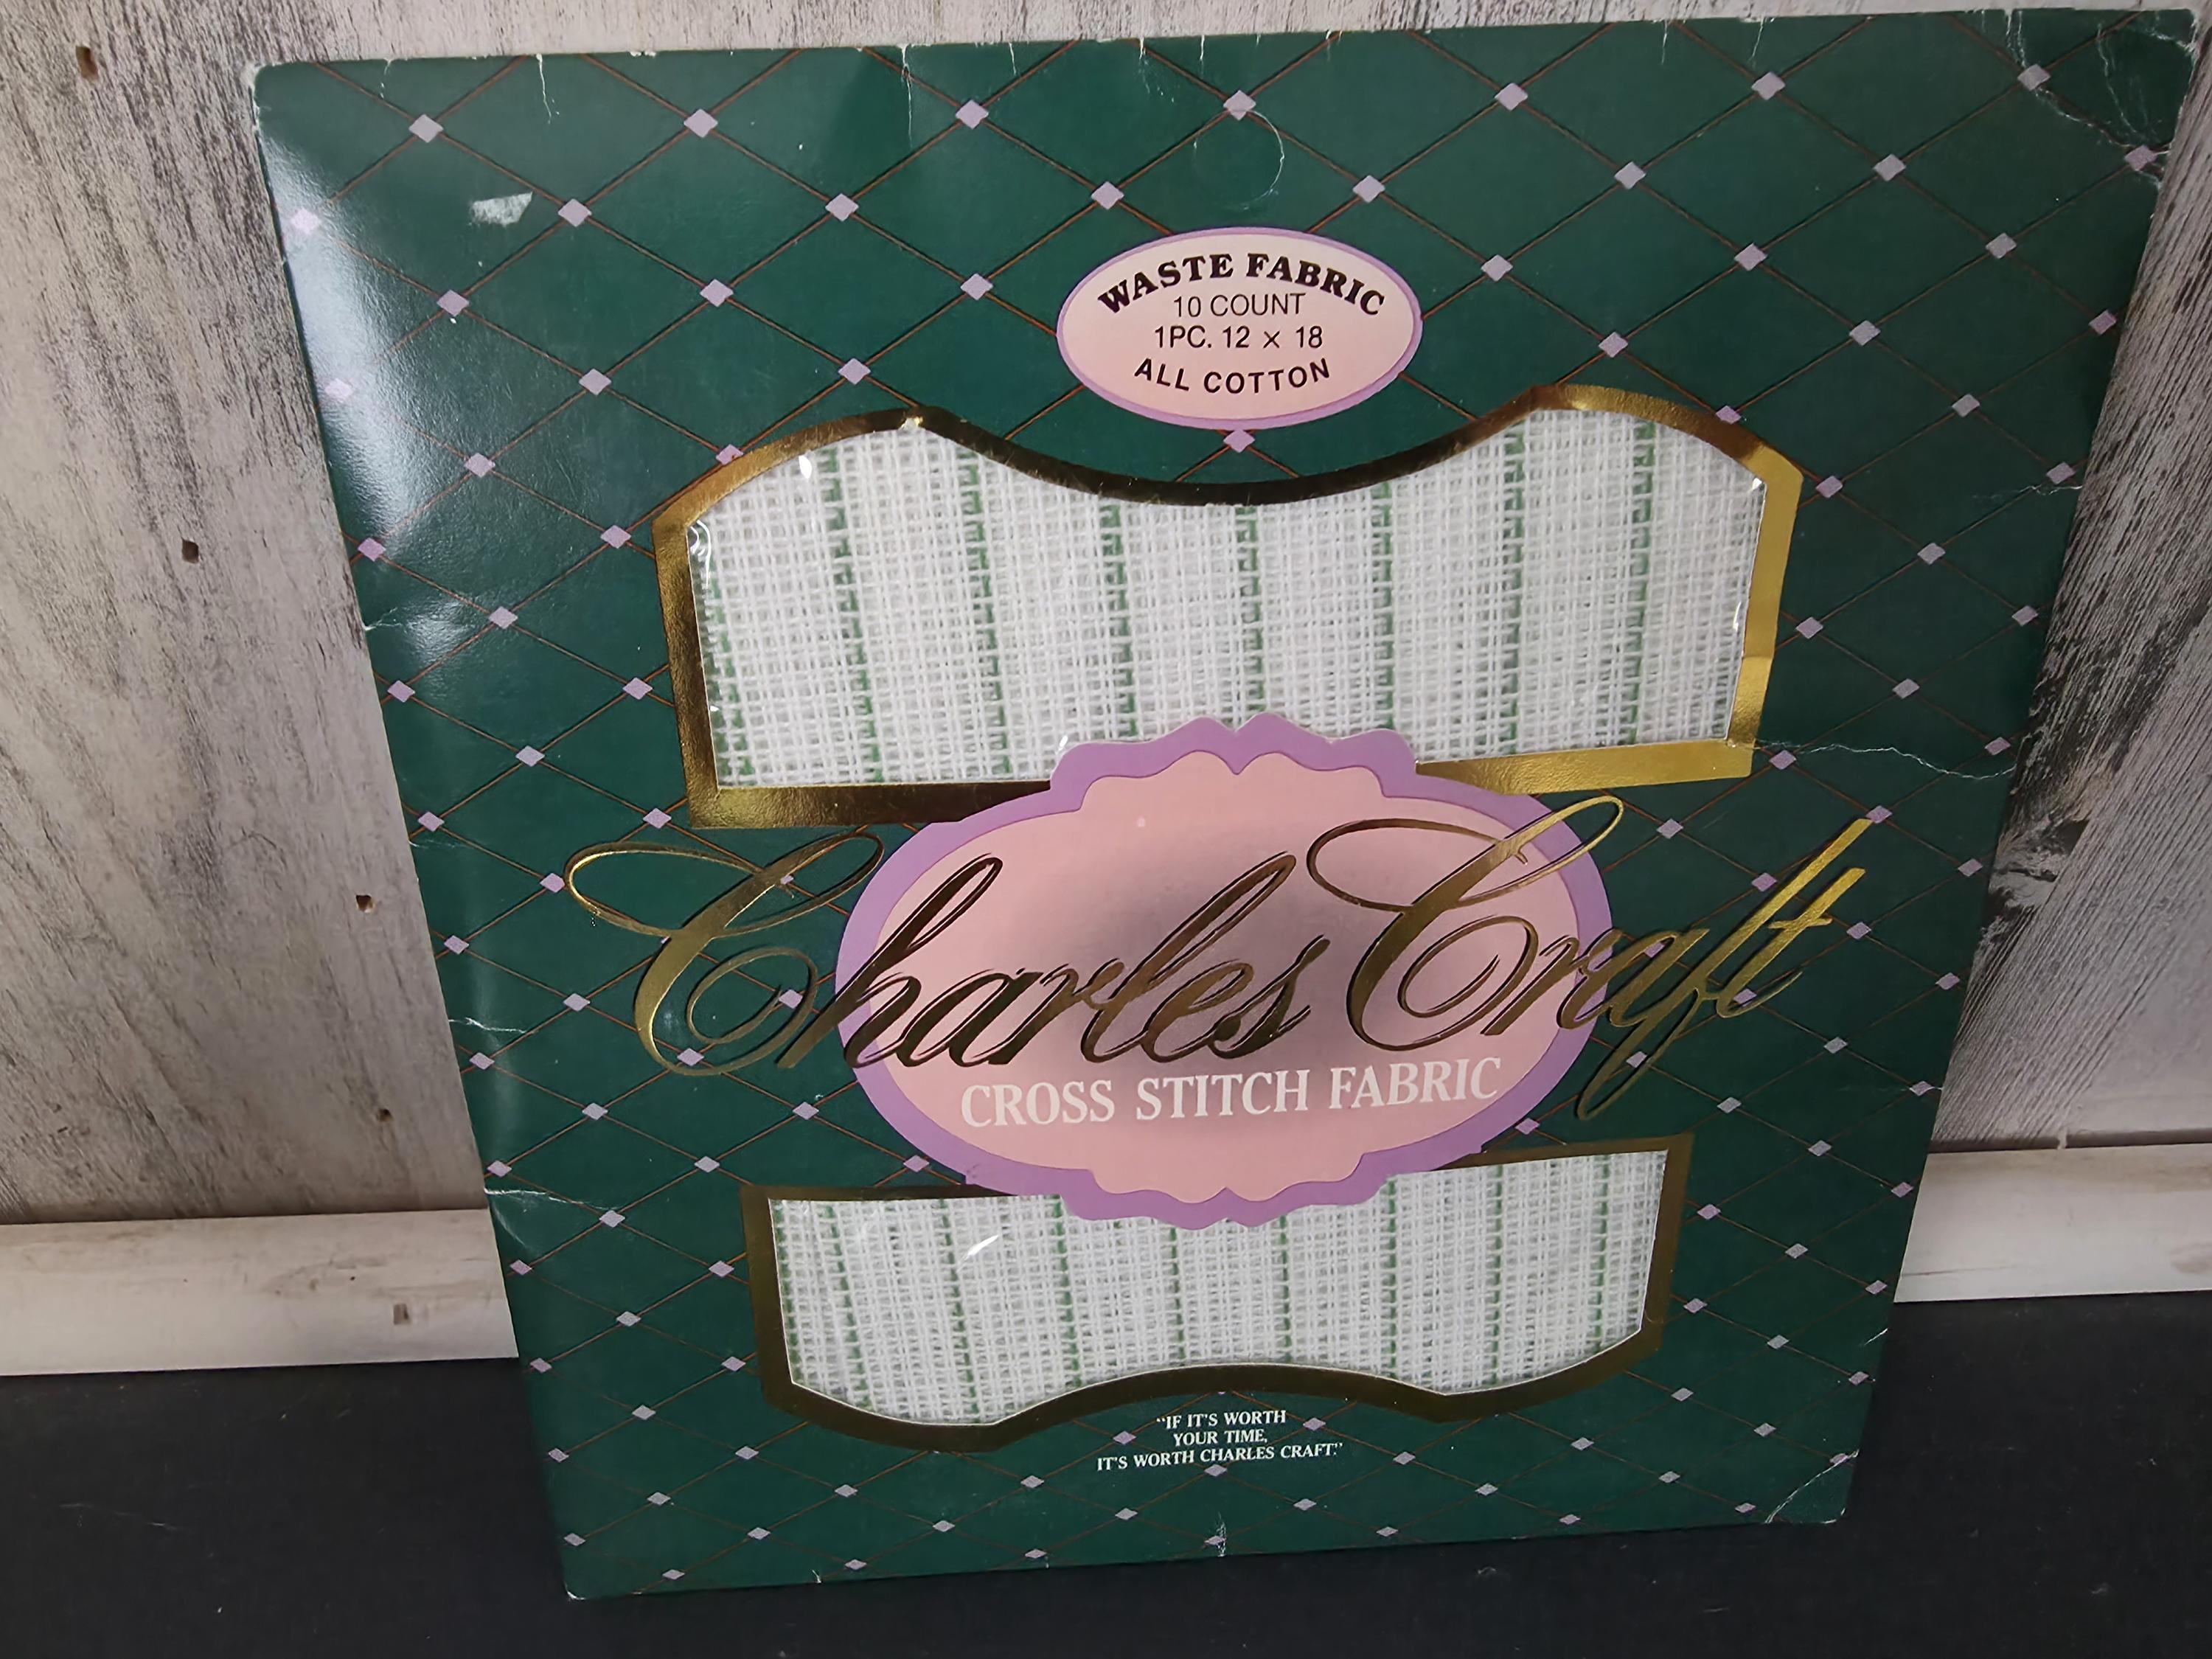 WASTE FABRIC
10 COUNT
1PC. 12 × 18
ALL COTTON
Charles Craft
CROSS STITCH FABRIC
"IF IT'S WORTH
YOUR TIME,
IT'S WORTH CHARLES CRAFT."